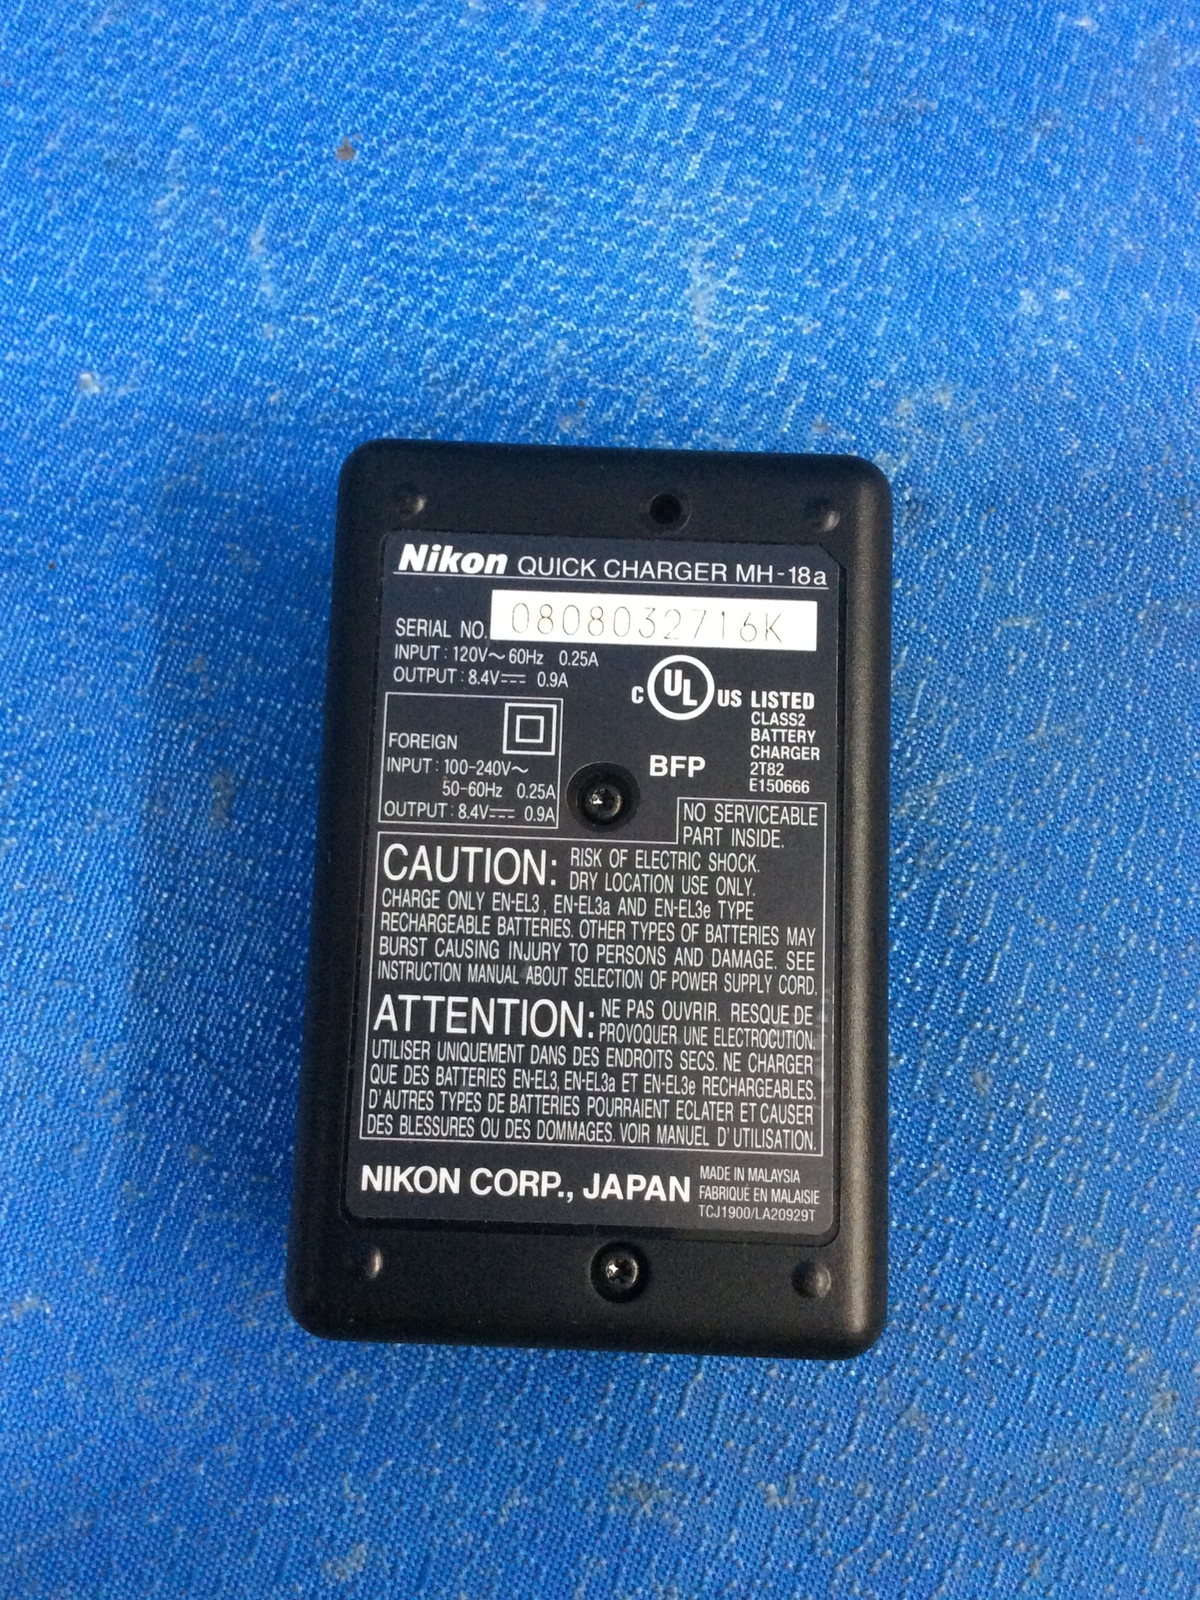 Nikon QUICK CHARGER MH-18a
SERIAL NO. 0808032716K
INPUT : 120V~ 60Hz 0.25A
OUTPUT : 8.4V⎓ 0.9A
C UL US LISTED
CLASS2
BATTERY
CHARGER
2T82
E150666
BFP
FOREIGN
INPUT : 100-240V~
50-60Hz 0.25A
OUTPUT : 8.4V⎓ 0.9A
NO SERVICEABLE
PART INSIDE.
CAUTION: RISK OF ELECTRIC SHOCK.
DRY LOCATION USE ONLY.
CHARGE ONLY EN-EL3, EN-EL3a AND EN-EL3e TYPE
RECHARGEABLE BATTERIES. OTHER TYPES OF BATTERIES MAY
BURST CAUSING INJURY TO PERSONS AND DAMAGE. SEE
INSTRUCTION MANUAL ABOUT SELECTION OF POWER SUPPLY CORD.
ATTENTION: NE PAS OUVRIR. RESQUE DE
PROVOQUER UNE ELECTROCUTION.
UTILISER UNIQUEMENT DANS DES ENDROITS SECS. NE CHARGER
QUE DES BATTERIES EN-EL3, EN-EL3a ET EN-EL3e RECHARGEABLES.
D'AUTRES TYPES DE BATTERIES POURRAIENT ECLATER ET CAUSER
DES BLESSURES OU DES DOMMAGES. VOIR MANUEL D'UTILISATION.
NIKON CORP., JAPAN
MADE IN MALAYSIA
FABRIQUE EN MALAISIE
TCJ1900/LA20929T